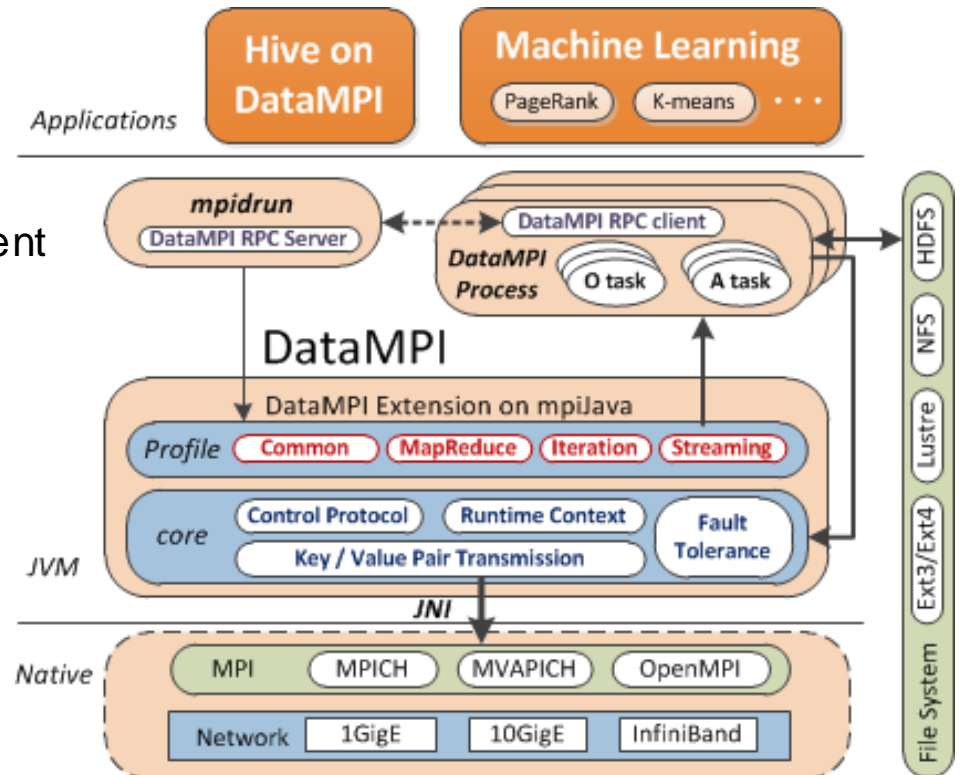 Hive on
DataMPI
Machine Learning
PageRank K-means • • •
Applications
mpidrun
DataMPI RPC Server
ent
DataMPI RPC client
DataMPI
Process
O task A task
DataMPI
DataMPI Extension on mpiJava
Profile Common MapReduce Iteration Streaming
core
Control Protocol Runtime Context
Key / Value Pair Transmission
Fault
Tolerance
JVM
JNI
Native
MPI MPICH MVAPICH OpenMPI
Network 1GigE 10GigE InfiniBand
HDFS
NFS
Lustre
Ext3/Ext4
File System